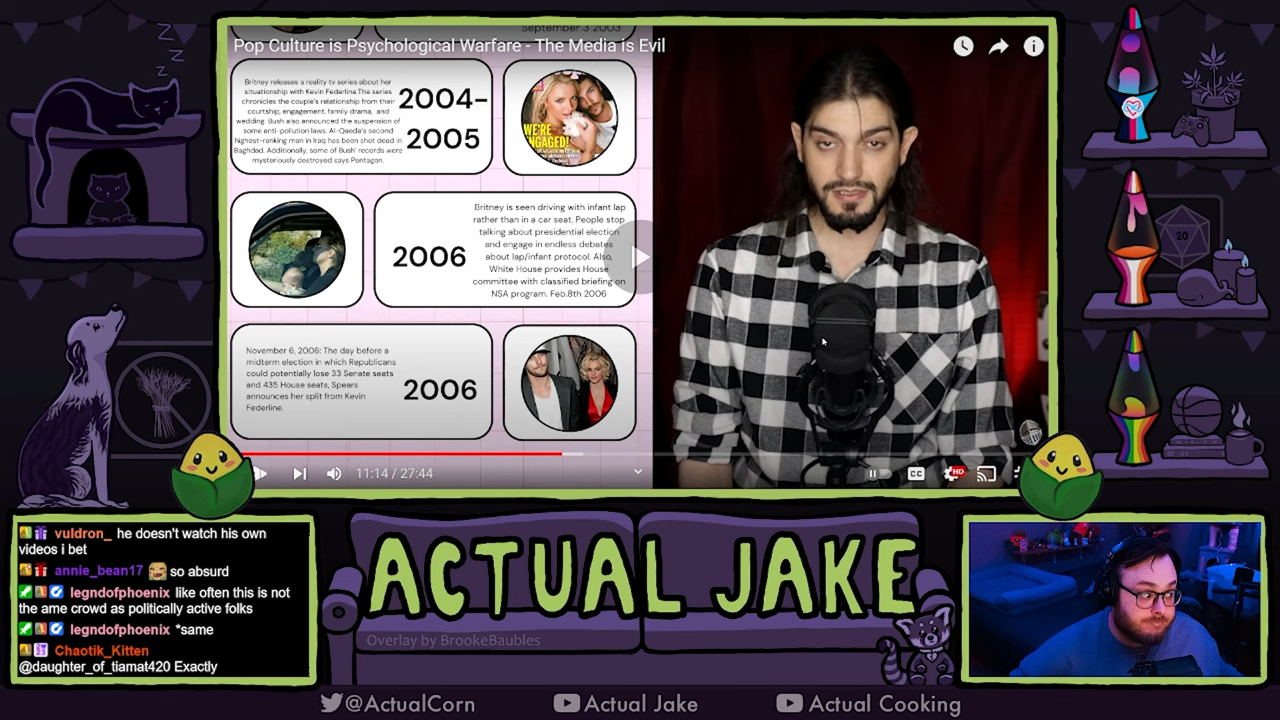 September 3 2003
Pop Culture is Psychological Warfare - The Media is Evil
Britney releases a reality tv series about her
situationship with Kevin Federline.The series
chronicles the couple's relationship from their
courtship, engagement, family drama, and
wedding. Bush also announced the suspension of
some anti-pollution laws. Al-Qaeda's second
highest-ranking man in Iraq has been shot dead in
Baghdad. Additionally, some of Bush' records were
mysteriously destroyed says Pentagon.
2004-
2005
WE'RE
ENGAGED!
2006
Britney is seen driving with infant lap
rather than in a car seat. People stop
talking about presidential election
and engage in endless debates
about lap/infant protocol. Also,
White House provides House
committee with classified briefing on
NSA program. Feb.8th 2006
November 6, 2006: The day before a
midterm election in which Republicans
could potentially lose 33 Senate seats
and 435 House seats, Spears
announces her split from Kevin
Federline.
2006
11:14 / 27:44
CC
HD
20
vuldron_ he doesn't watch his own
videos i bet
annie_bean17 so absurd
legndofphoenix like often this is not
the ame crowd as politically active
folks
legndofphoenix *same
Chaotik_Kitten
@daughter_of_tiamat420 Exactly
ACTUAL JAKE
Overlay by BrookeBaubles
@ActualCorn
Actual Jake
Actual Cooking